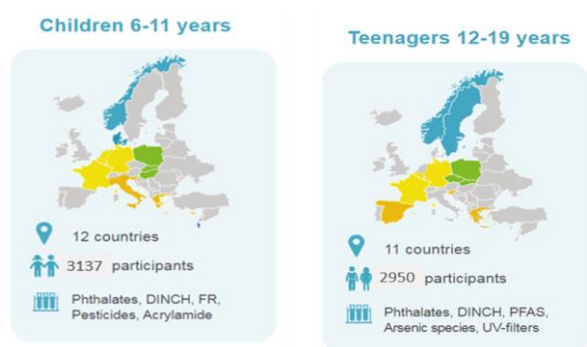 Children 6-11 years
12 countries
3137 participants
Phthalates, DINCH, FR,
Pesticides, Acrylamide
Teenagers 12-19 years
11 countries
2950 participants
Phthalates, DINCH, PFAS,
Arsenic species, UV-filters